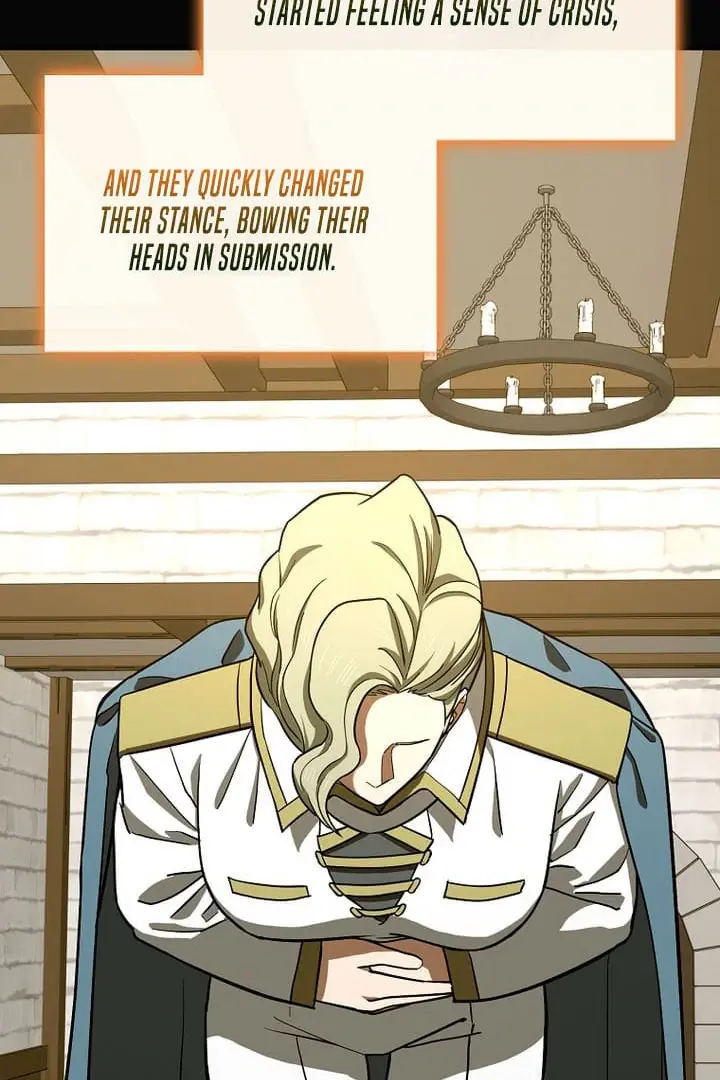 STARTED FEELING A SENSE OF CRISIS,
AND THEY QUICKLY CHANGED
THEIR STANCE, BOWING THEIR
HEADS IN SUBMISSION.